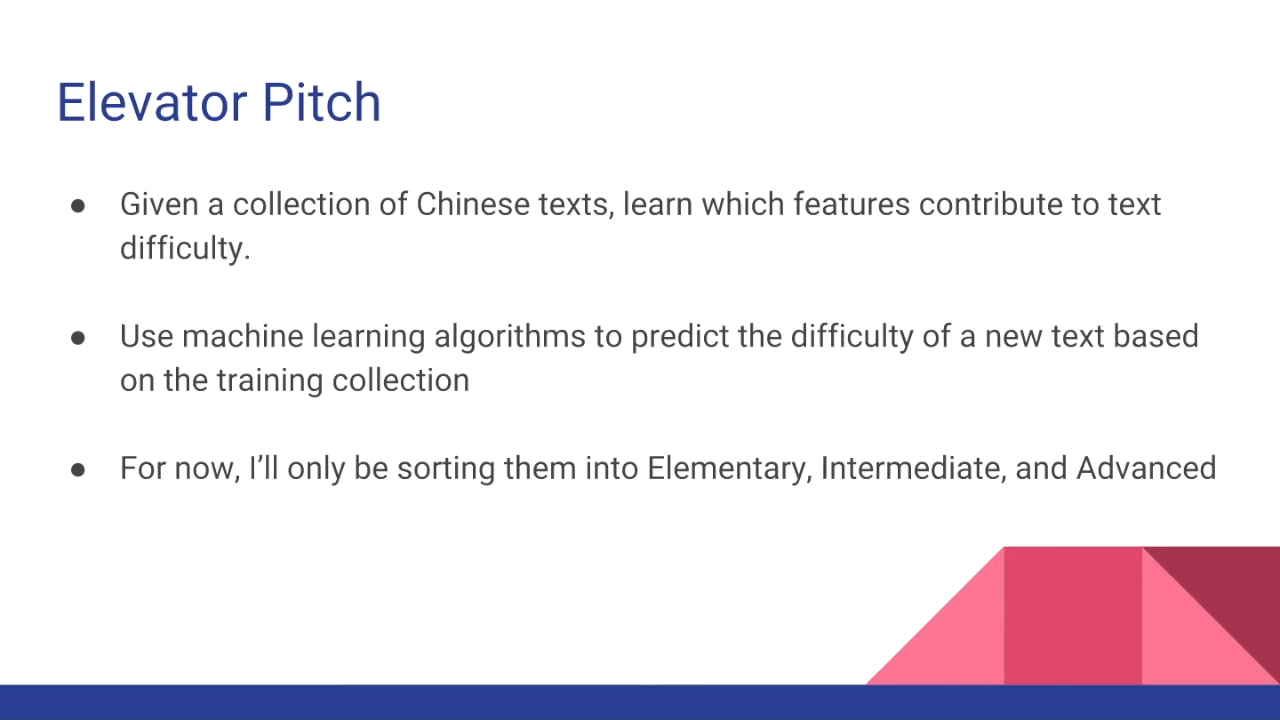 Elevator Pitch
● Given a collection of Chinese texts, learn which features contribute to text
difficulty.
● Use machine learning algorithms to predict the difficulty of a new text based
on the training collection
● For now, I’ll only be sorting them into Elementary, Intermediate, and Advanced